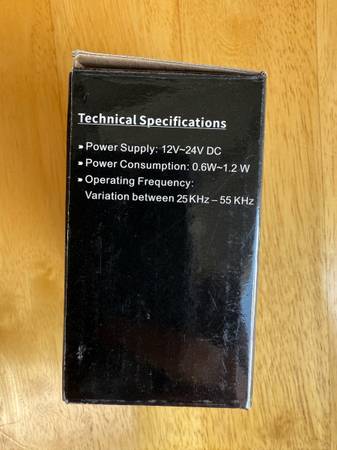 Technical Specifications
▸Power Supply: 12V~24V DC
▸Power Consumption: 0.6W~1.2 W
▸Operating Frequency:
Variation between 25KHz – 55 KHz